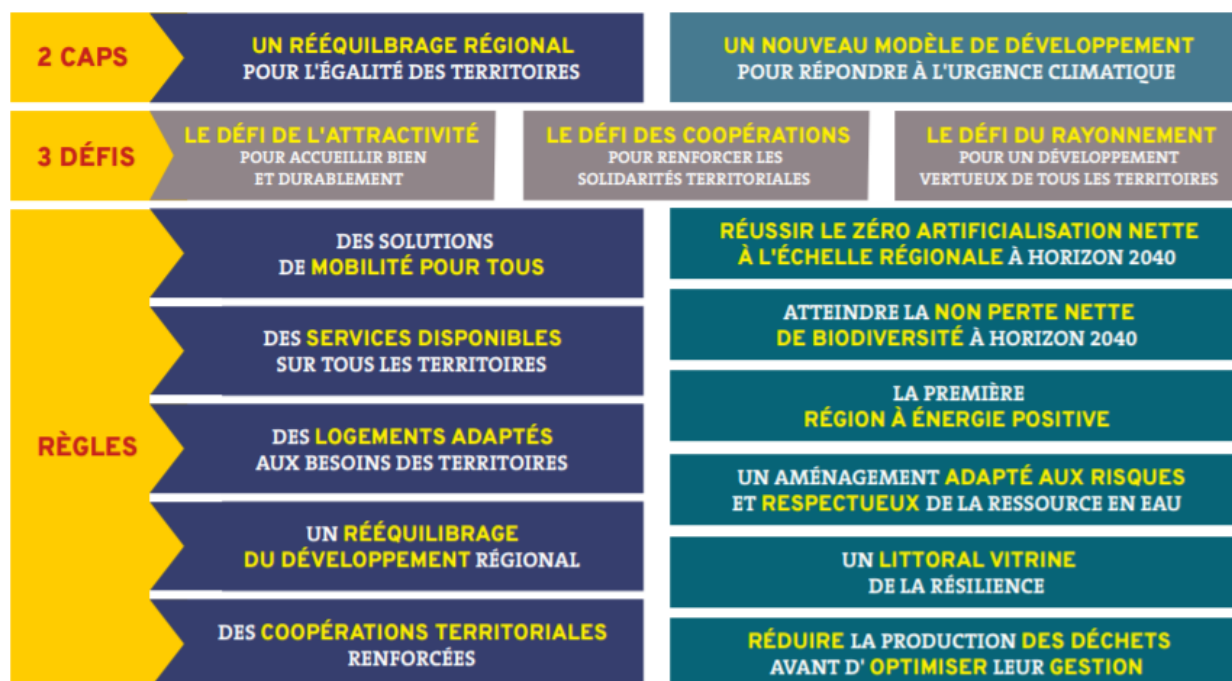 2 CAPS
UN RÉÉQUILBRAGE RÉGIONAL
POUR L'ÉGALITÉ DES TERRITOIRES
UN NOUVEAU MODÈLE DE DÉVELOPPEMENT
POUR RÉPONDRE À L'URGENCE CLIMATIQUE
3 DÉFIS
LE DÉFI DE L'ATTRACTIVITÉ
POUR ACCUEILLIR BIEN
ET DURABLEMENT
LE DÉFI DES COOPÉRATIONS
POUR RENFORCER LES
SOLIDARITÉS TERRITORIALES
LE DÉFI DU RAYONNEMENT
POUR UN DÉVELOPPEMENT
VERTUEUX DE TOUS LES TERRITOIRES
RÈGLES
DES SOLUTIONS
DE MOBILITÉ POUR TOUS
DES SERVICES DISPONIBLES
SUR TOUS LES TERRITOIRES
DES LOGEMENTS ADAPTÉS
AUX BESOINS DES TERRITOIRES
UN RÉÉQUILIBRAGE
DU DÉVELOPPEMENT RÉGIONAL
DES COOPÉRATIONS TERRITORIALES
RENFORCÉES
RÉUSSIR LE ZÉRO ARTIFICIALISATION NETTE
À L'ÉCHELLE RÉGIONALE À HORIZON 2040
ATTEINDRE LA NON PERTE NETTE
DE BIODIVERSITÉ À HORIZON 2040
LA PREMIÈRE
RÉGION À ÉNERGIE POSITIVE
UN AMÉNAGEMENT ADAPTÉ AUX RISQUES
ET RESPECTUEUX DE LA RESSOURCE EN EAU
UN LITTORAL VITRINE
DE LA RÉSILIENCE
RÉDUIRE LA PRODUCTION DES DÉCHETS
AVANT D' OPTIMISER LEUR GESTION